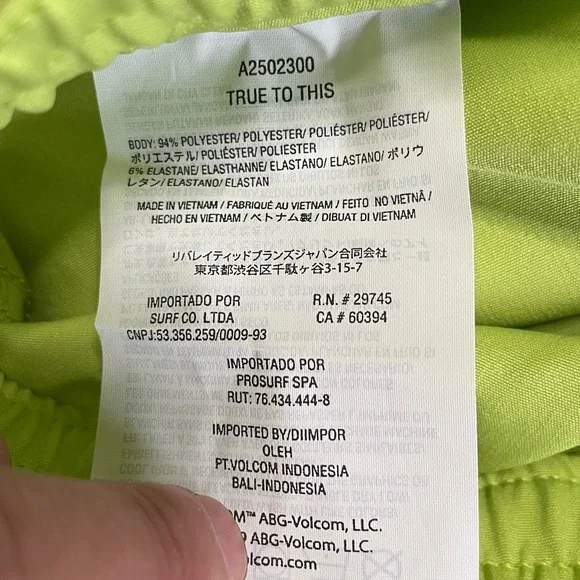 A2502300
TRUE TO THIS
BODY: 94% POLYESTER/ POLYESTER/ POLIÉSTER/ POLIÉSTER/
ポリエステル/ POLIÉSTER/ POLIESTER
6% ELASTANE/ ELASTHANNE/ ELASTANO/ ELASTANO/ ポリウ
レタン/ ELASTANO/ ELASTAN
MADE IN VIETNAM / FABRIQUÉ AU VIETNAM / FEITO NO VIETNÃ /
HECHO EN VIETNAM / ベトナム製 / DIBUAT DI VIETNAM
リバレイティッドブランズジャパン合同会社
東京都渋谷区千駄ヶ谷3-15-7
IMPORTADO POR
SURF CO. LTDA
CNPJ:53.356.259/0009-93
R.N. # 29745
CA # 60394
IMPORTADO POR
PROSURF SPA
RUT: 76.434.444-8
IMPORTED BY/DIIMPOR
OLEH
PT.VOLCOM INDONESIA
BALI-INDONESIA
OM™ ABG-Volcom, LLC.
ABG-Volcom, LLC.
olcom.com